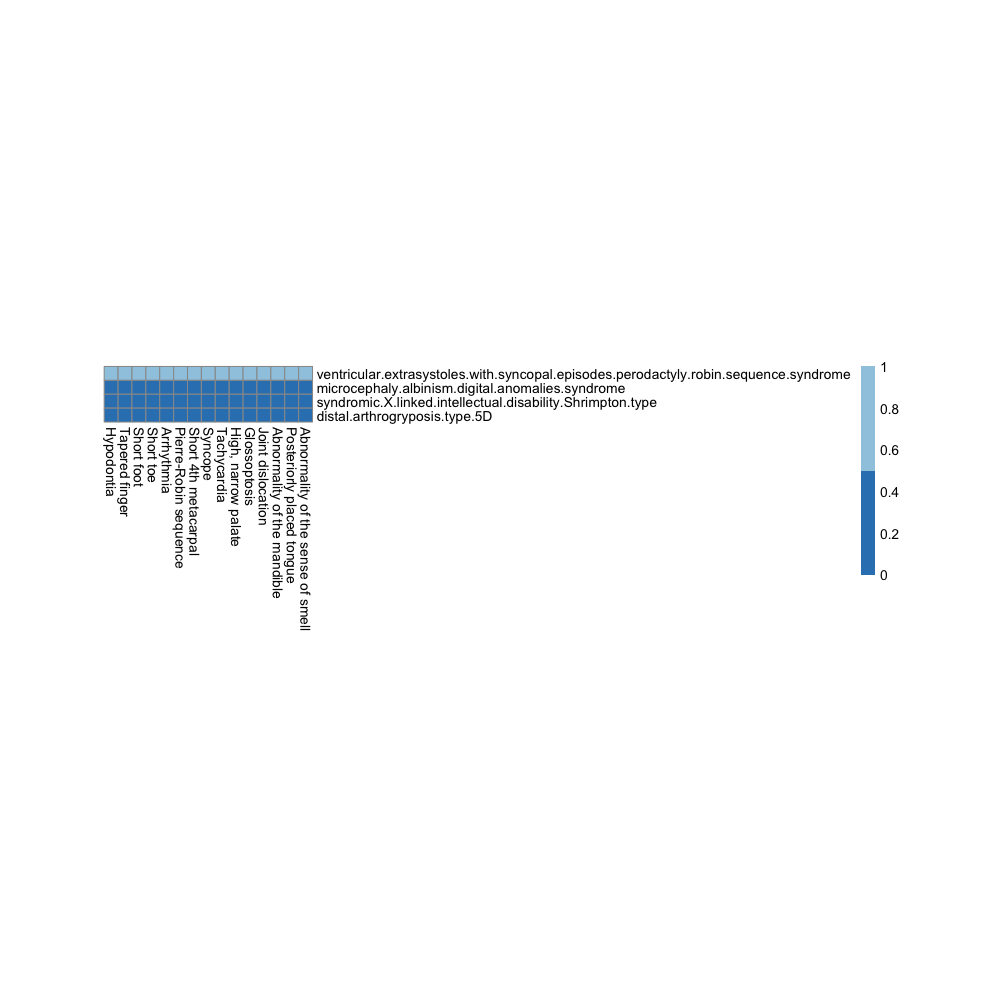 ventricular.extrasystoles.with.syncopal.episodes.perodactyly.robin.sequence.syndrome
microcephaly.albinism.digital.anomalies.syndrome
syndromic.X.linked.intellectual.disability.Shrimpton.type
distal.arthrogryposis.type.5D
Hypodontia
Tapered finger
Short foot
Short toe
Arrhythmia
Pierre-Robin sequence
Short 4th metacarpal
Syncope
Tachycardia
High, narrow palate
Glossoptosis
Joint dislocation
Abnormality of the mandible
Posteriorly placed tongue
Abnormality of the sense of smell
1
0.8
0.6
0.4
0.2
0